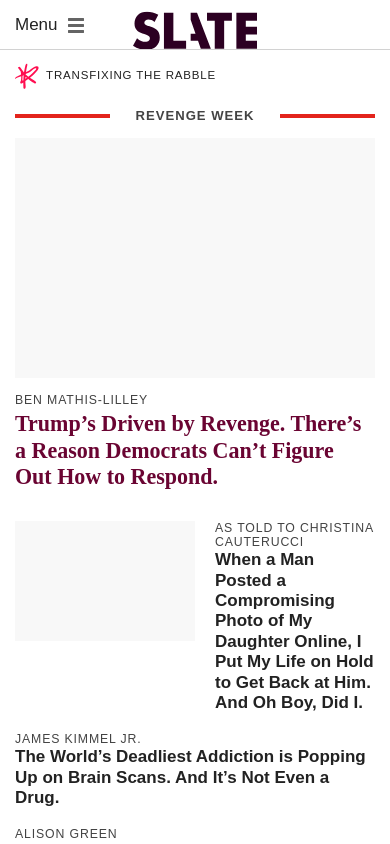 Menu
SLATE
TRANSFIXING THE RABBLE
REVENGE WEEK
BEN MATHIS-LILLEY
Trump’s Driven by Revenge. There’s
a Reason Democrats Can’t Figure
Out How to Respond.
AS TOLD TO CHRISTINA
CAUTERUCCI
When a Man
Posted a
Compromising
Photo of My
Daughter Online, I
Put My Life on Hold
to Get Back at Him.
And Oh Boy, Did I.
JAMES KIMMEL JR.
The World’s Deadliest Addiction is Popping
Up on Brain Scans. And It’s Not Even a
Drug.
ALISON GREEN